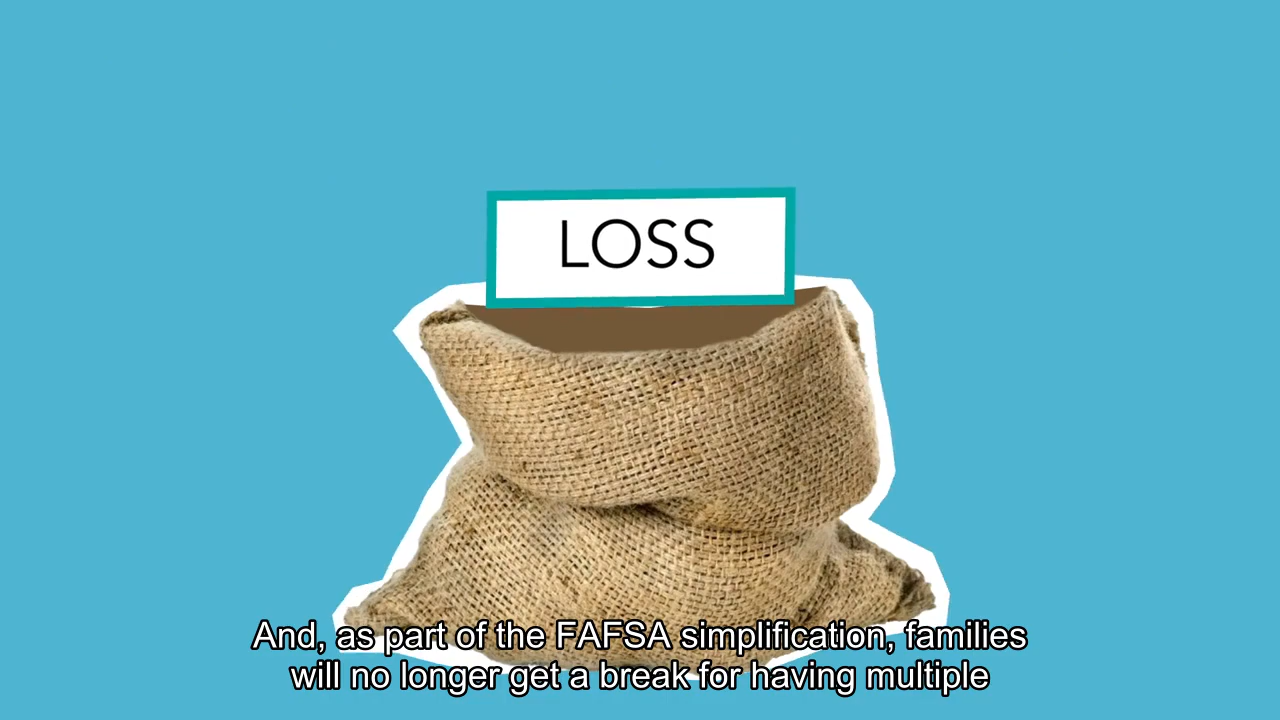 LOSS
And, as part of the FAFSA simplification, families
will no longer get a break for having multiple